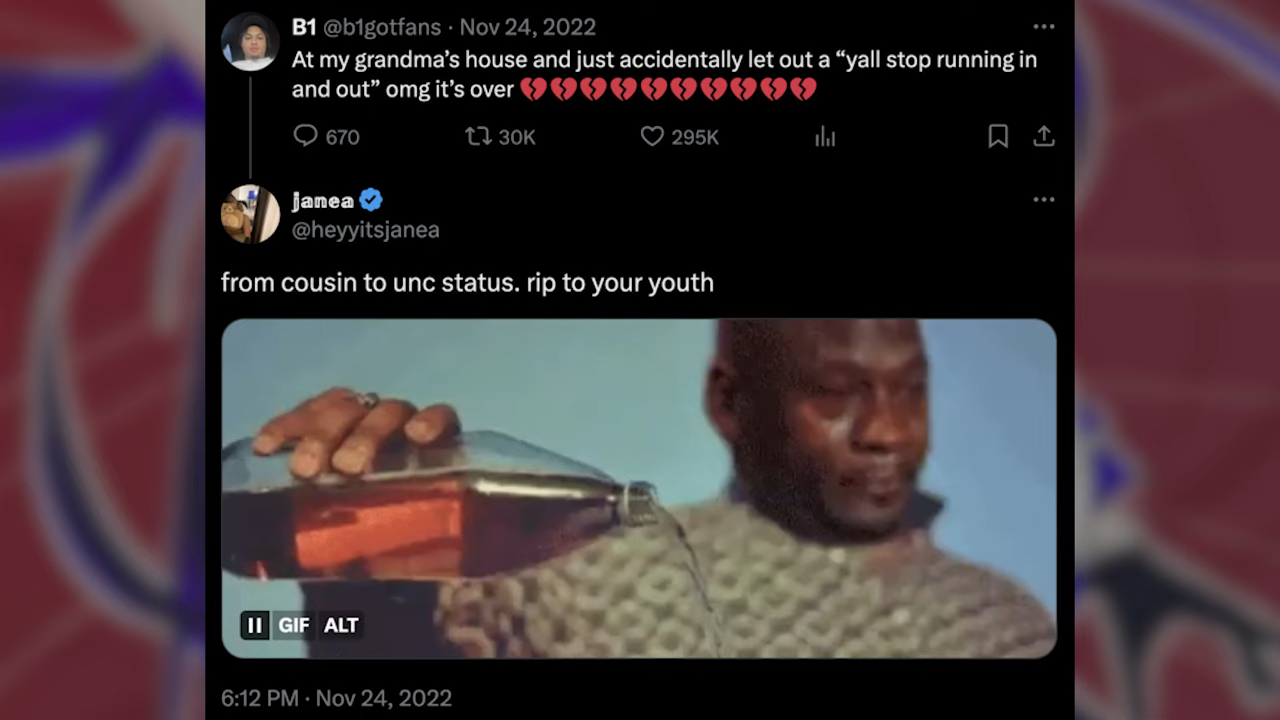 B1 @b1gotfans · Nov 24, 2022
At my grandma’s house and just accidentally let out a “yall stop running in
and out” omg it’s over 💔💔💔💔💔💔💔💔💔💔
670 30K 295K
janea
@heyyitsjanea
from cousin to unc status. rip to your youth
GIF ALT
6:12 PM · Nov 24, 2022